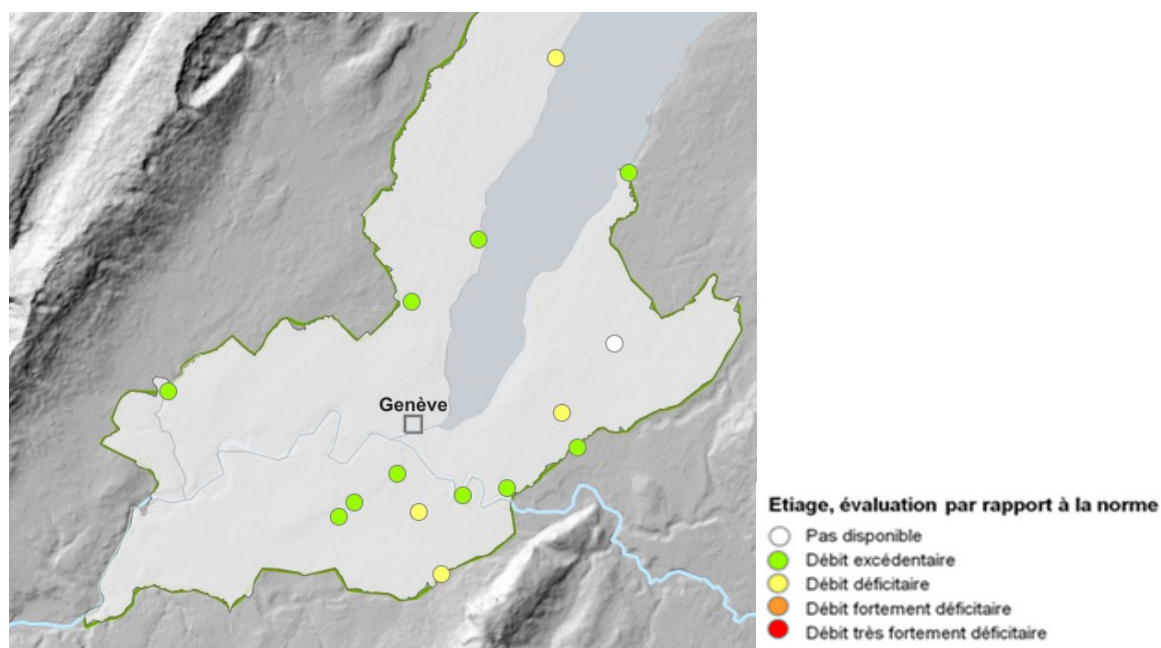 Genève
Etiage, évaluation par rapport à la norme
Pas disponible
Débit excédentaire
Débit déficitaire
Débit fortement déficitaire
Débit très fortement déficitaire